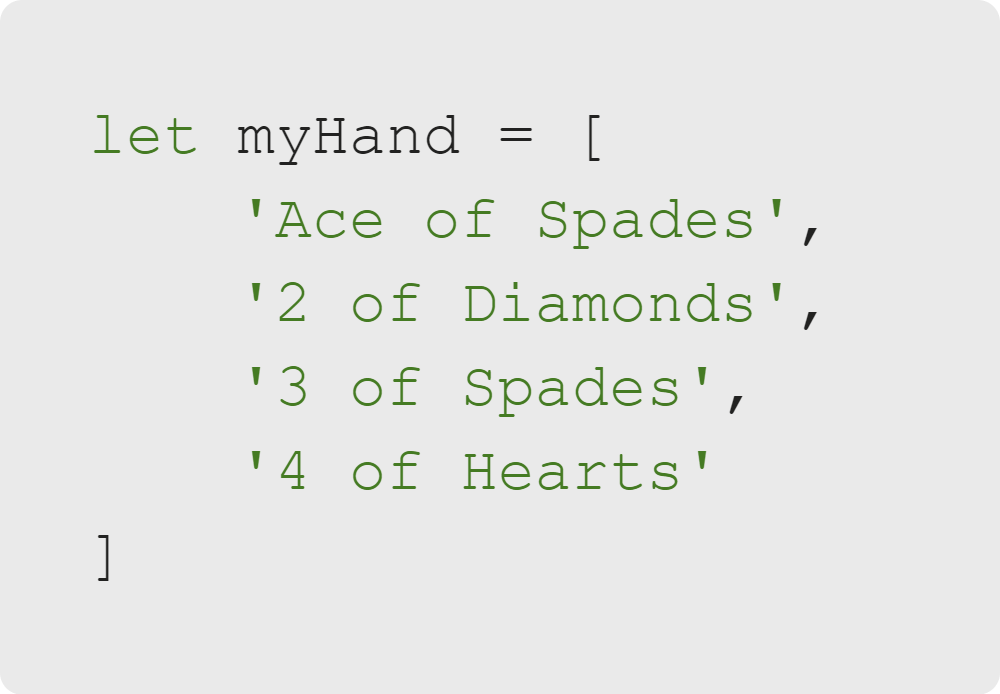 let myHand = [
    'Ace of Spades',
    '2 of Diamonds',
    '3 of Spades',
    '4 of Hearts'
]